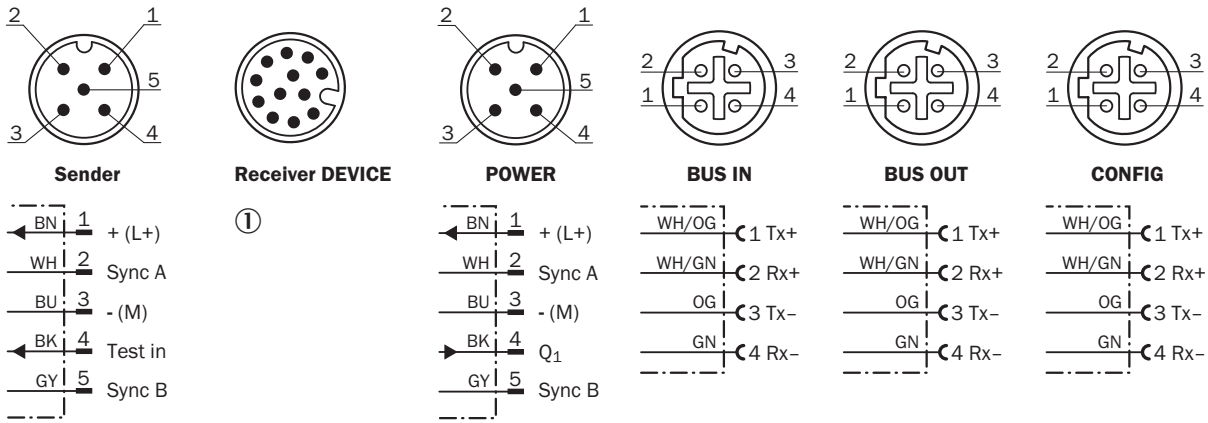 2 1
5
3 4
Sender
BN 1 + (L+)
WH 2 Sync A
BU 3 - (M)
BK 4 Test in
GY 5 Sync B
Receiver DEVICE
①
2 1
5
3 4
POWER
BN 1 + (L+)
WH 2 Sync A
BU 3 - (M)
BK 4 Q₁
GY 5 Sync B
2 3
1 4
BUS IN
WH/OG 1 Tx+
WH/GN 2 Rx+
OG 3 Tx–
GN 4 Rx–
2 3
1 4
BUS OUT
WH/OG 1 Tx+
WH/GN 2 Rx+
OG 3 Tx–
GN 4 Rx–
2 3
1 4
CONFIG
WH/OG 1 Tx+
WH/GN 2 Rx+
OG 3 Tx–
GN 4 Rx–